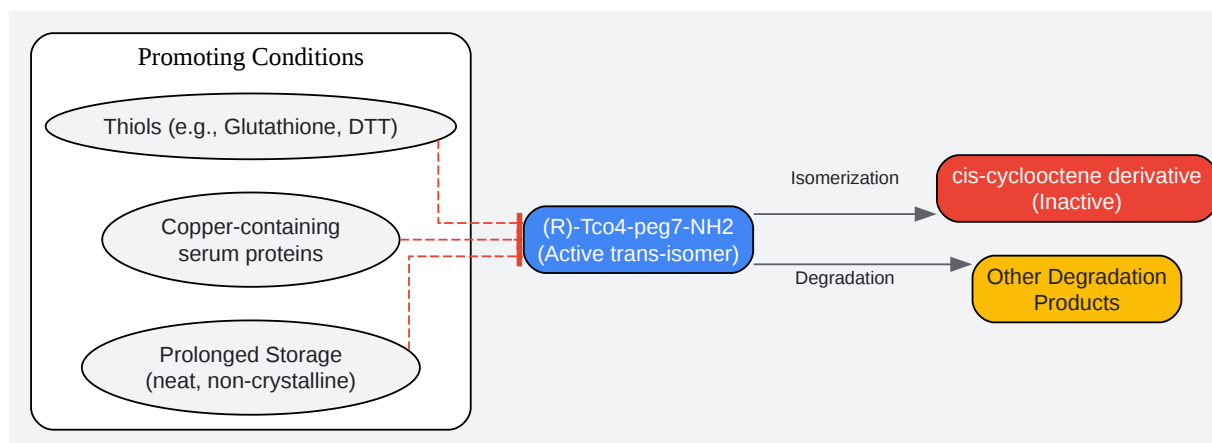 Promoting Conditions
Thiols (e.g., Glutathione, DTT)
Copper-containing
serum proteins
Prolonged Storage
(neat, non-crystalline)
(R)-Tco4-peg7-NH2
(Active trans-isomer)
Isomerization
Degradation
cis-cyclooctene derivative
(Inactive)
Other Degradation
Products